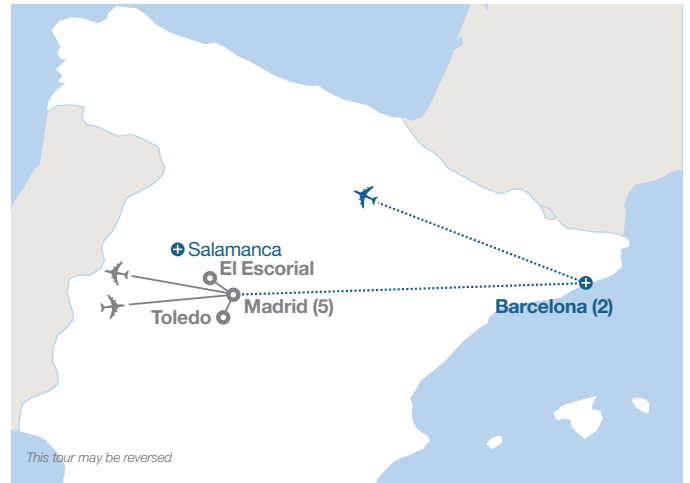 Salamanca
El Escorial
Madrid (5)
Toledo
Barcelona (2)
This tour may be reversed